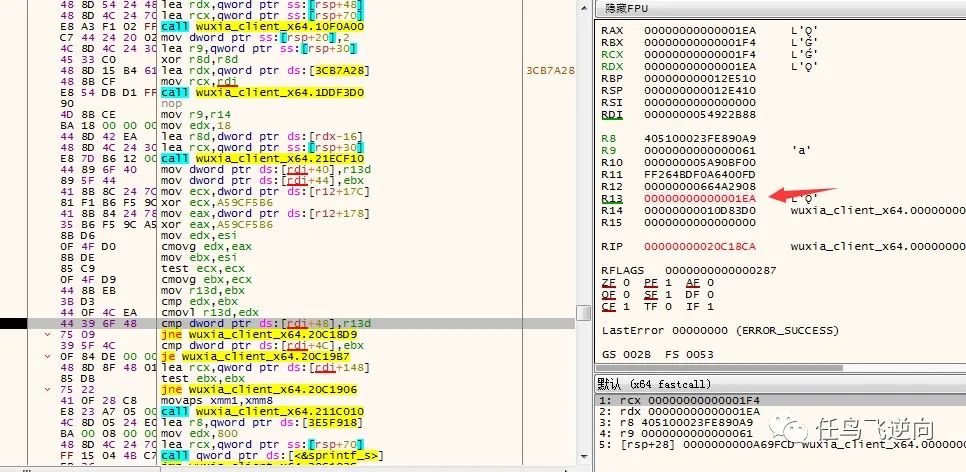 48 8D 54 24 48 lea rdx,qword ptr ss:[rsp+48]
48 8D 4C 24 70 lea rcx,qword ptr ss:[rsp+70]
E8 A3 F1 02 FF call wuxia_client_x64.10F0A00
C7 44 24 20 02 mov dword ptr ss:[rsp+20],2
4C 8D 4C 24 30 lea r9,qword ptr ss:[rsp+30]
45 33 C0 xor r8d,r8d
48 8D 15 B4 61 lea rdx,qword ptr ds:[3CB7A28] 3CB7A28
48 8B CF mov rcx,rdi
E8 54 DB D1 FF call wuxia_client_x64.1DDF3D0
90 nop
4D 8B CE mov r9,r14
BA 18 00 00 00 mov edx,18
44 8D 42 EA lea r8d,dword ptr ds:[rdx-16]
48 8D 4C 24 30 lea rcx,qword ptr ss:[rsp+30]
E8 7D B6 12 00 call wuxia_client_x64.21ECF10
44 89 6F 40 mov dword ptr ds:[rdi+40],r13d
89 5F 44 mov dword ptr ds:[rdi+44],ebx
41 8B 8C 24 7C mov ecx,dword ptr ds:[r12+17C]
81 F1 B6 F5 9C xor ecx,A59CF5B6
41 8B 84 24 78 mov eax,dword ptr ds:[r12+178]
35 B6 F5 9C A5 xor eax,A59CF5B6
8B D6 mov edx,esi
0F 4F D0 cmovg edx,eax
8B DE mov ebx,esi
85 C9 test ecx,ecx
0F 4F D9 cmovg ebx,ecx
44 8B EB mov r13d,ebx
3B D3 cmp edx,ebx
44 0F 4C EA cmovl r13d,edx
44 39 6F 48 cmp dword ptr ds:[rdi+48],r13d
75 09 jne wuxia_client_x64.20C18D9
39 5F 4C cmp dword ptr ds:[rdi+4C],ebx
0F 84 DE 00 00 je wuxia_client_x64.20C19B7
48 8D 8F 48 01 lea rcx,qword ptr ds:[rdi+148]
85 DB test ebx,ebx
75 22 jne wuxia_client_x64.20C1906
41 0F 28 C8 movaps xmm1,xmm8
E8 23 A7 05 00 call wuxia_client_x64.211C010
4C 8D 05 24 E0 lea r8,qword ptr ds:[3E5F918]
BA 00 08 00 00 mov edx,800
48 8D 4C 24 70 lea rcx,qword ptr ss:[rsp+70]
FF 15 04 4B C7 call qword ptr ds:[<&sprintf_s>]
隐藏FPU
RAX 00000000000001EA L'Ǫ'
RBX 00000000000001F4 L'Ǵ'
RCX 00000000000001F4 L'Ǵ'
RDX 00000000000001EA L'Ǫ'
RBP 000000000012E510
RSP 000000000012E410
RSI 0000000000000000
RDI 0000000054922B88
R8 405100023FE890A9
R9 0000000000000061 'a'
R10 000000005A90BF00
R11 FF264BDF0A6400FD
R12 00000000664A2908
R13 00000000000001EA L'Ǫ'
R14 00000000010D83D0 wuxia_client_x64.00000000
R15 0000000000000000
RIP 00000000020C18CA wuxia_client_x64.00000000
RFLAGS 0000000000000287
ZF 0 PF 1 AF 0
OF 0 SF 1 DF 0
CF 1 TF 0 IF 1
LastError 00000000 (ERROR_SUCCESS)
GS 002B FS 0053
默认 (x64 fastcall)
1: rcx 00000000000001F4
2: rdx 00000000000001EA
3: r8 405100023FE890A9
4: r9 0000000000000061
5: [rsp+28] 0000000000A69FCD wuxia_client_x64.0
任鸟飞逆向